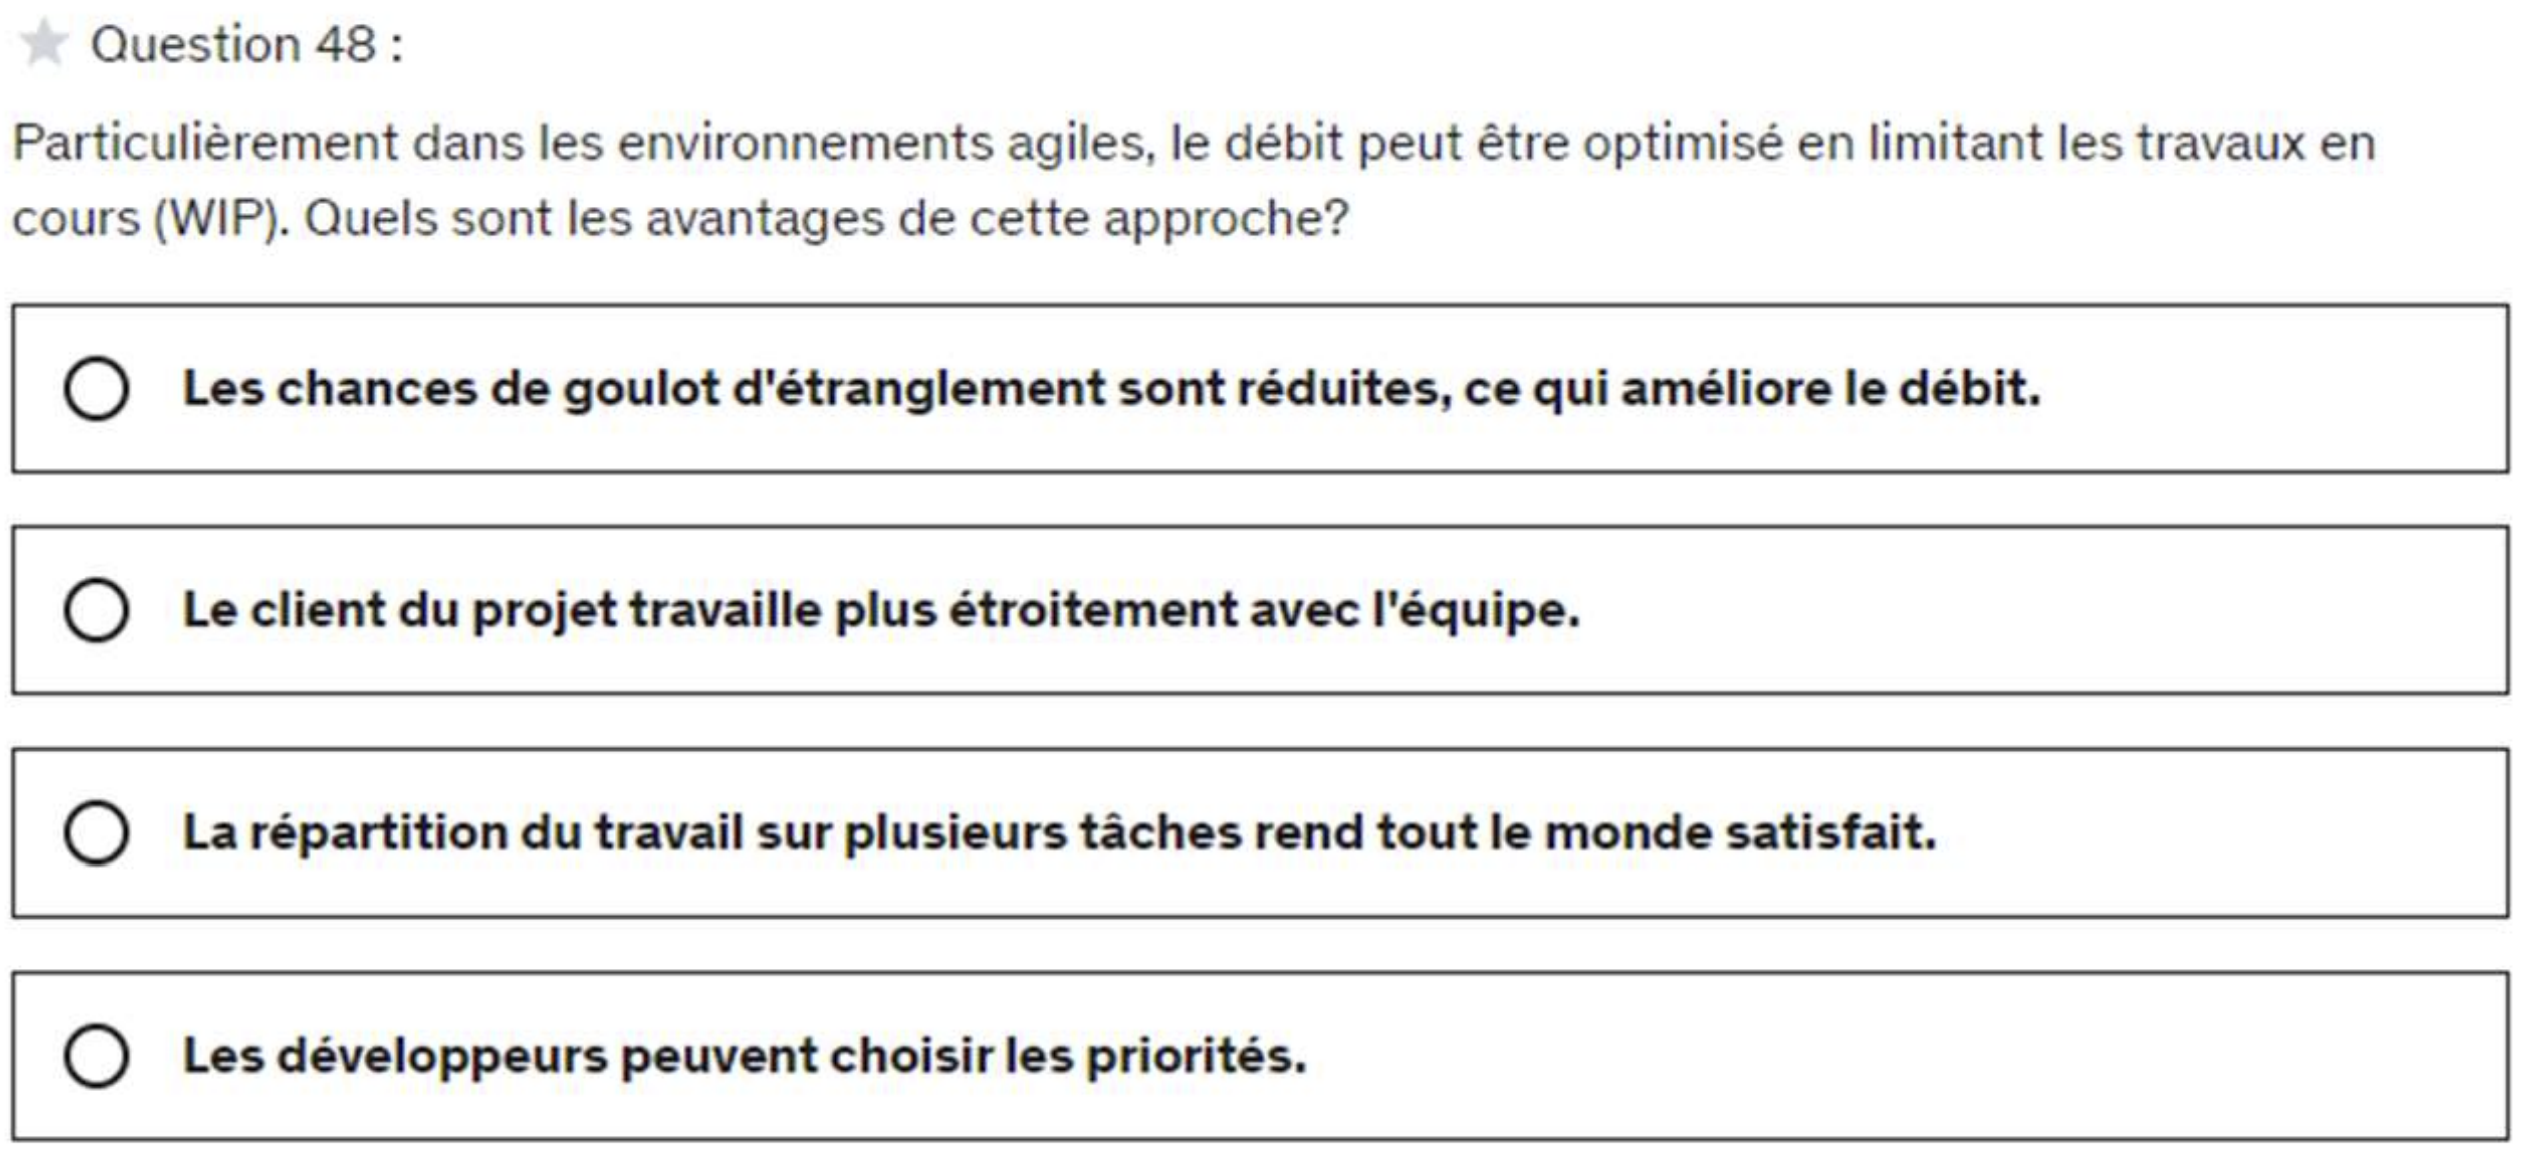 Question 48 :
Particulièrement dans les environnements agiles, le débit peut être optimisé en limitant les travaux en
cours (WIP). Quels sont les avantages de cette approche?
Les chances de goulot d'étranglement sont réduites, ce qui améliore le débit.
Le client du projet travaille plus étroitement avec l'équipe.
La répartition du travail sur plusieurs tâches rend tout le monde satisfait.
Les développeurs peuvent choisir les priorités.